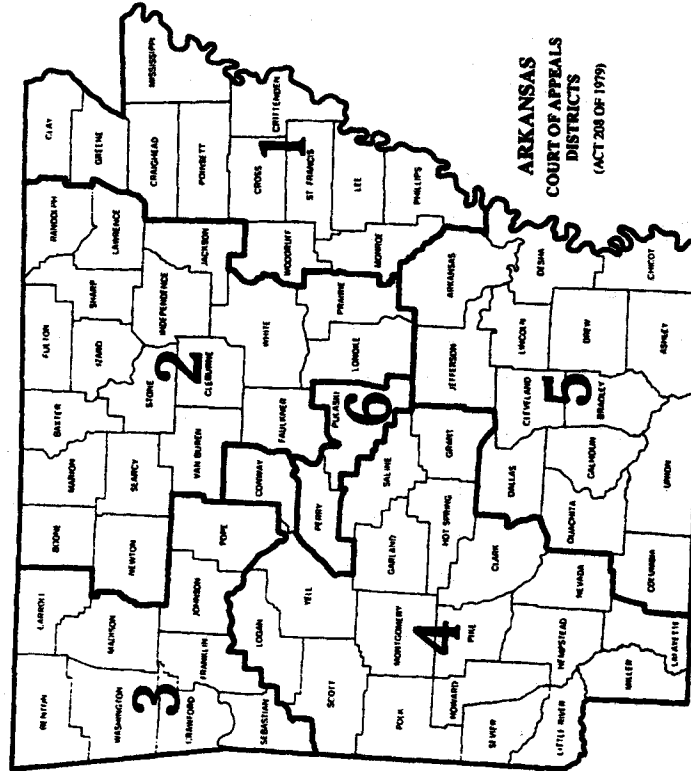 ARKANSAS
COURT OF APPEALS
DISTRICTS
(ACT 208 OF 1979)
BENTON
CARROLL
BOONE
MARION
BAXTER
FULTON
RANDOLPH
CLAY
WASHINGTON
MADISON
NEWTON
SEARCY
STONE
IZARD
SHARP
LAWRENCE
GREENE
CRAWFORD
FRANKLIN
JOHNSON
POPE
VAN BUREN
CLEBURNE
INDEPENDENCE
JACKSON
CRAIGHEAD
MISSISSIPPI
POINSETT
SEBASTIAN
LOGAN
CONWAY
FAULKNER
WHITE
WOODRUFF
CROSS
CRITTENDEN
ST FRANCIS
SCOTT
YELL
PERRY
PULASKI
LONOKE
PRAIRIE
MONROE
LEE
PHILLIPS
POLK
MONTGOMERY
GARLAND
SALINE
HOT SPRING
GRANT
JEFFERSON
ARKANSAS
HOWARD
PIKE
CLARK
DALLAS
CLEVELAND
LINCOLN
DESHA
SEVIER
LITTLE RIVER
HEMPSTEAD
NEVADA
OUACHITA
CALHOUN
BRADLEY
DREW
CHICOT
MILLER
LAFAYETTE
COLUMBIA
UNION
ASHLEY
1
2
3
4
5
6